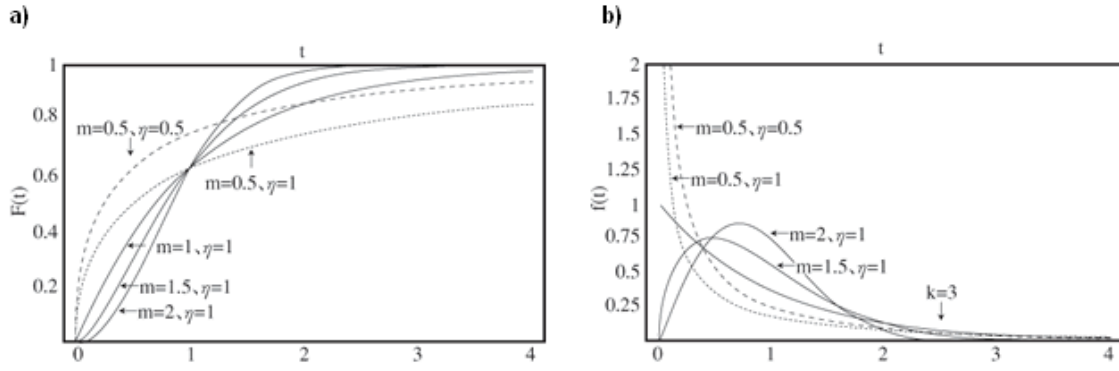 a)
t
1
0.8
m=0.5、η=0.5
0.6
m=0.5、η=1
F(t)
0.4
m=1、η=1
0.2
m=1.5、η=1
m=2、η=1
0 1 2 3 4
b)
t
2
1.75
m=0.5、η=0.5
1.5
1.25
m=0.5、η=1
1
f(t)
0.75
m=2、η=1
0.5
m=1.5、η=1
k=3
0.25
0 1 2 3 4